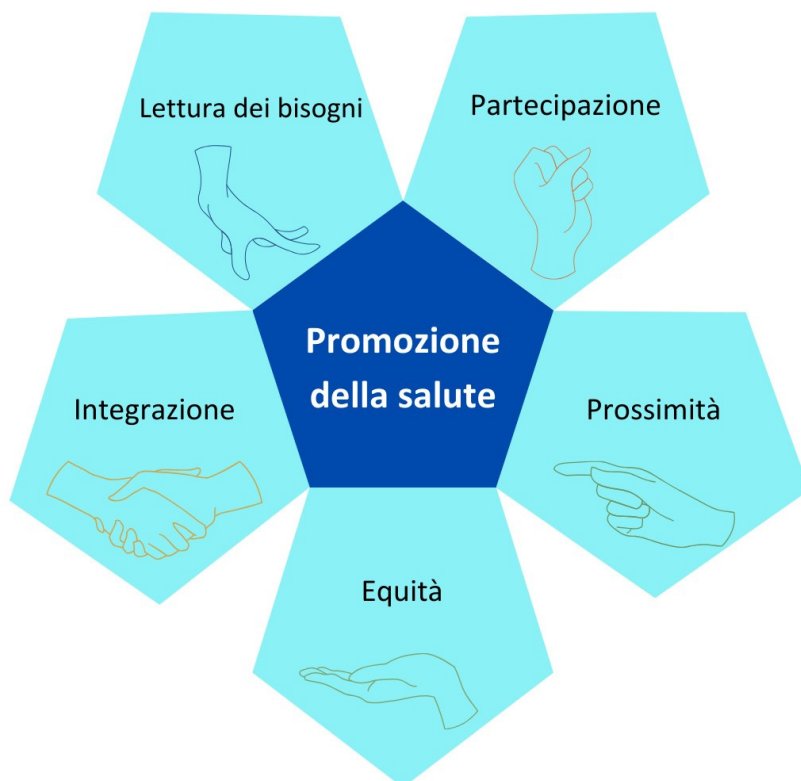 Lettura dei bisogni
Partecipazione
Promozione
della salute
Integrazione
Prossimità
Equità